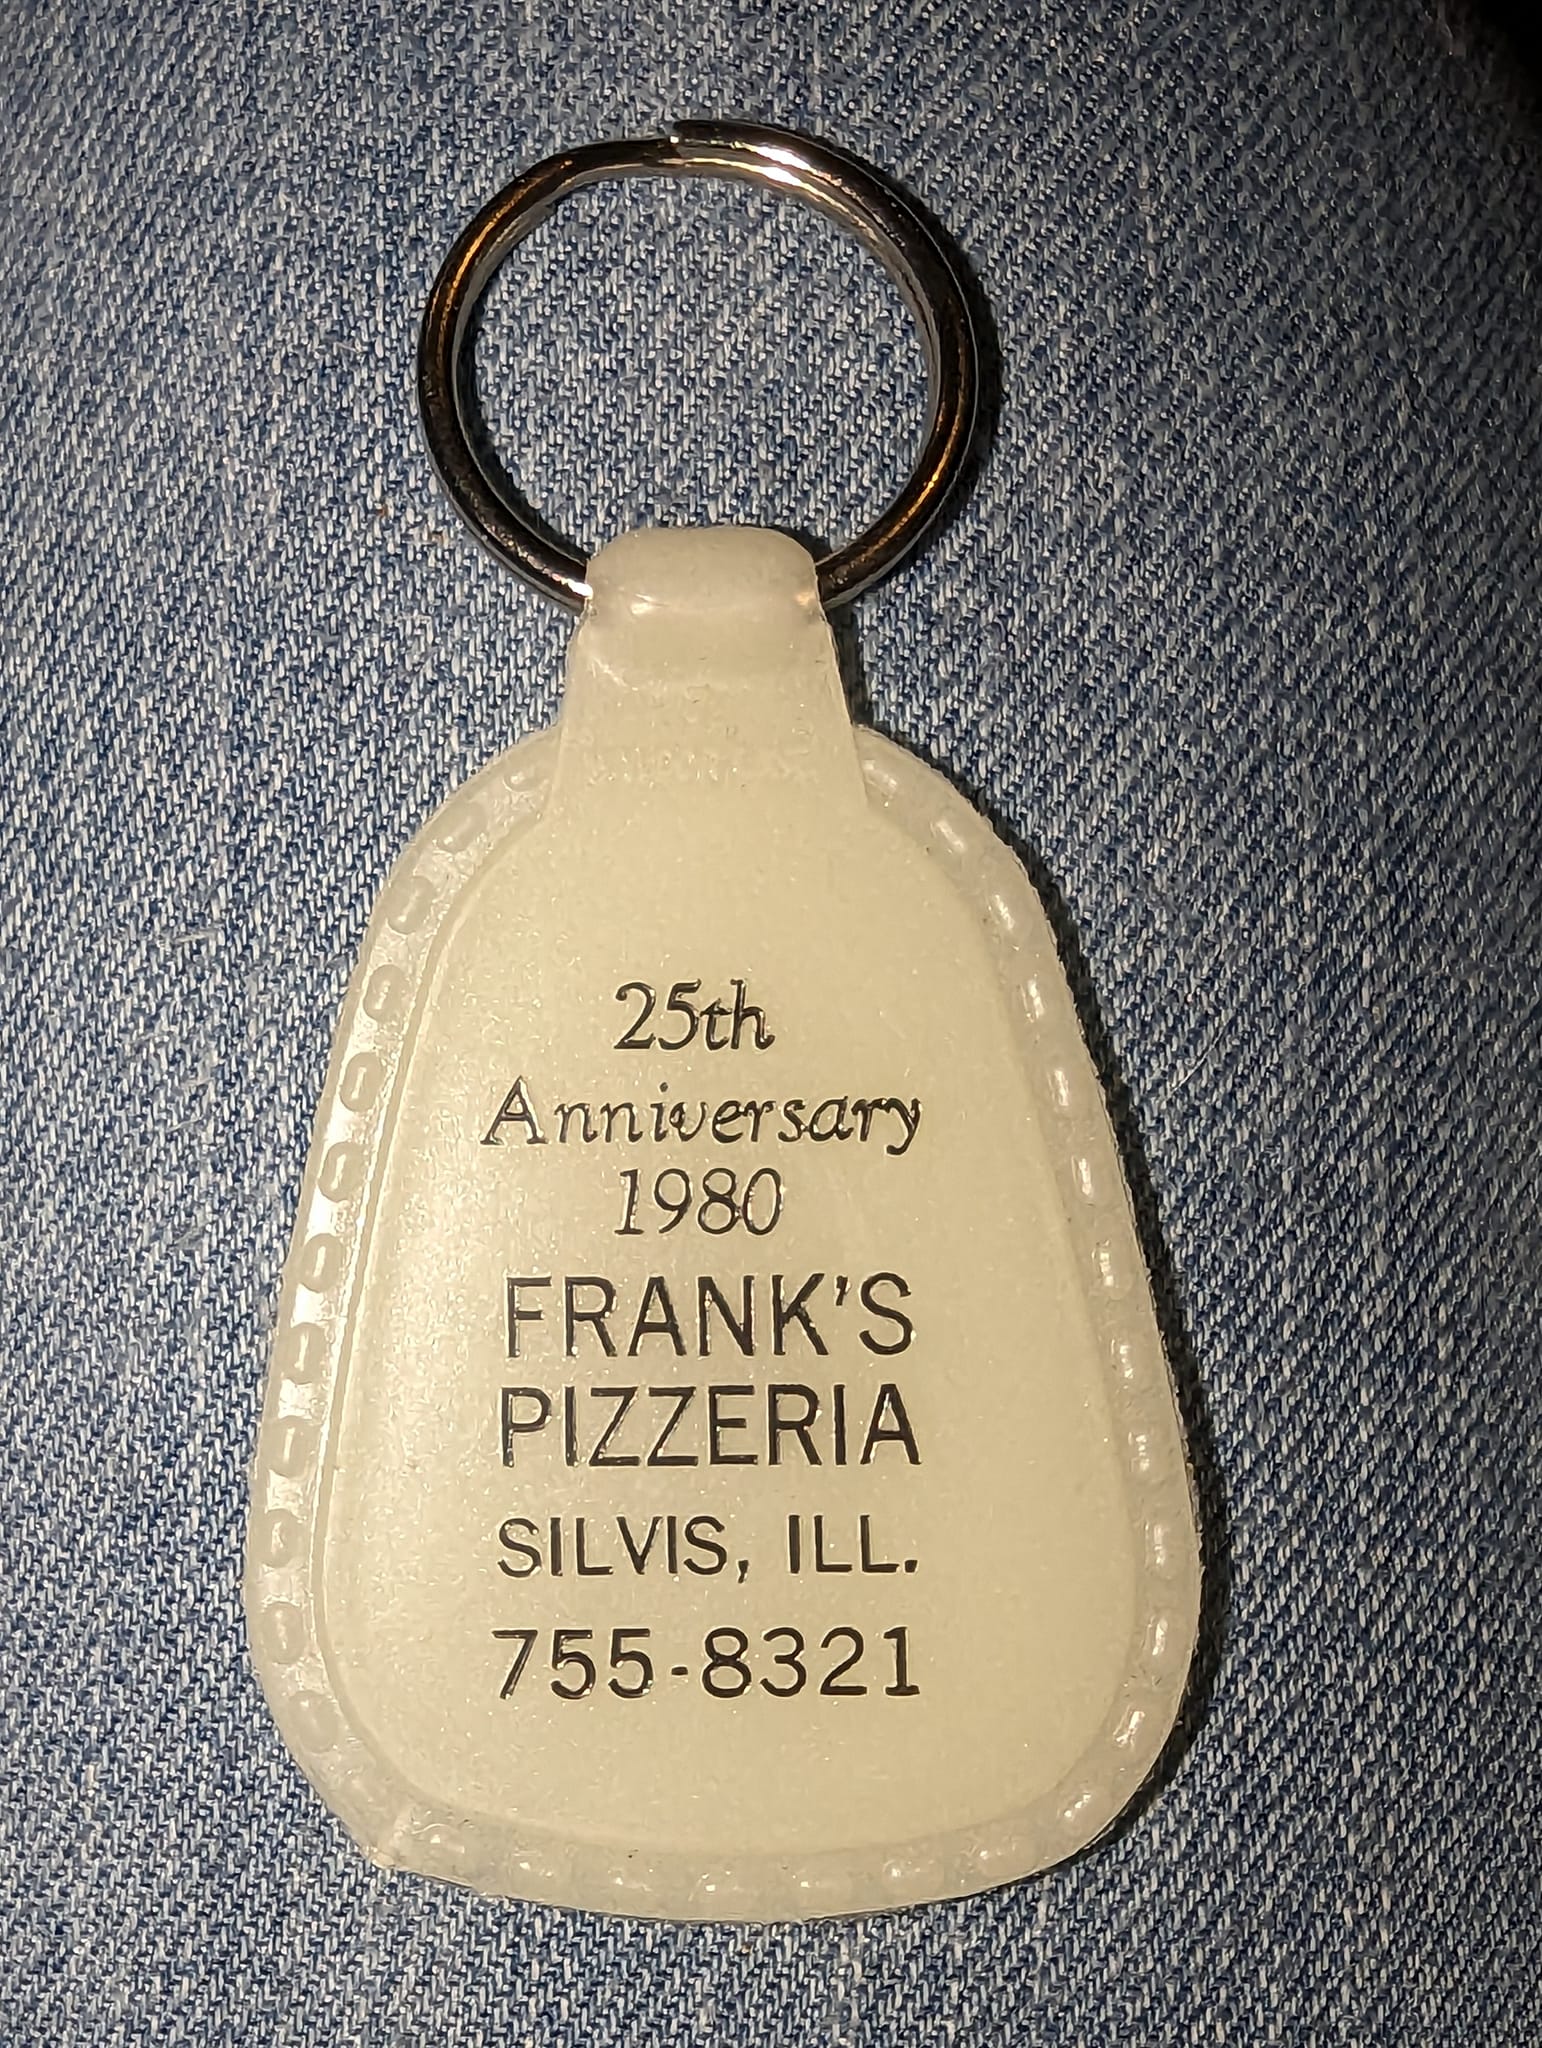 25th
Anniversary
1980
FRANK'S
PIZZERIA
SILVIS, ILL.
755-8321